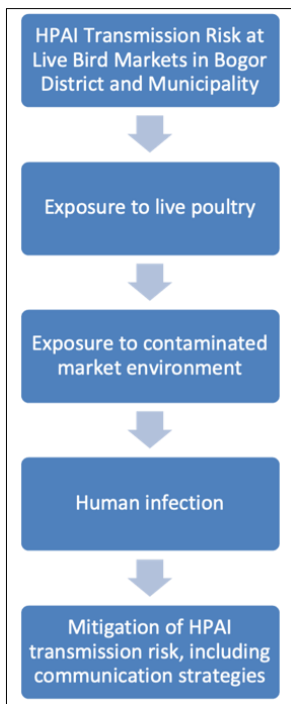 HPAI Transmission Risk at
Live Bird Markets in Bogor
District and Municipality
Exposure to live poultry
Exposure to contaminated
market environment
Human infection
Mitigation of HPAI
transmission risk, including
communication strategies